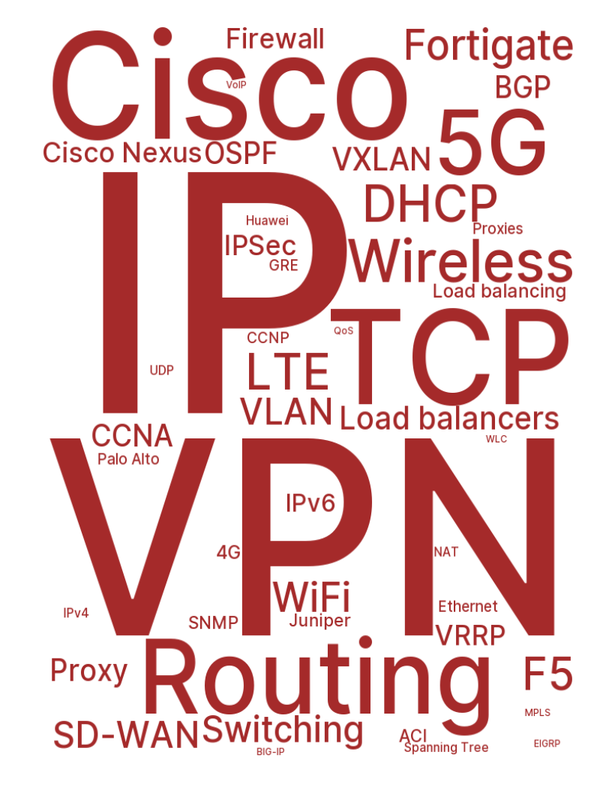 Cisco
Firewall
Fortigate
VoIP
BGP
5G
Cisco Nexus
OSPF
VXLAN
IP
DHCP
Huawei
Proxies
IPSec
Wireless
GRE
Load balancing
TCP
QoS
CCNP
UDP
LTE
VLAN
Load balancers
CCNA
WLC
Palo Alto
VPN
IPv6
4G
NAT
WiFi
IPv4
Ethernet
SNMP
Juniper
VRRP
Routing
Proxy
F5
MPLS
SD-WAN
Switching
ACI
EIGRP
Spanning Tree
BIG-IP